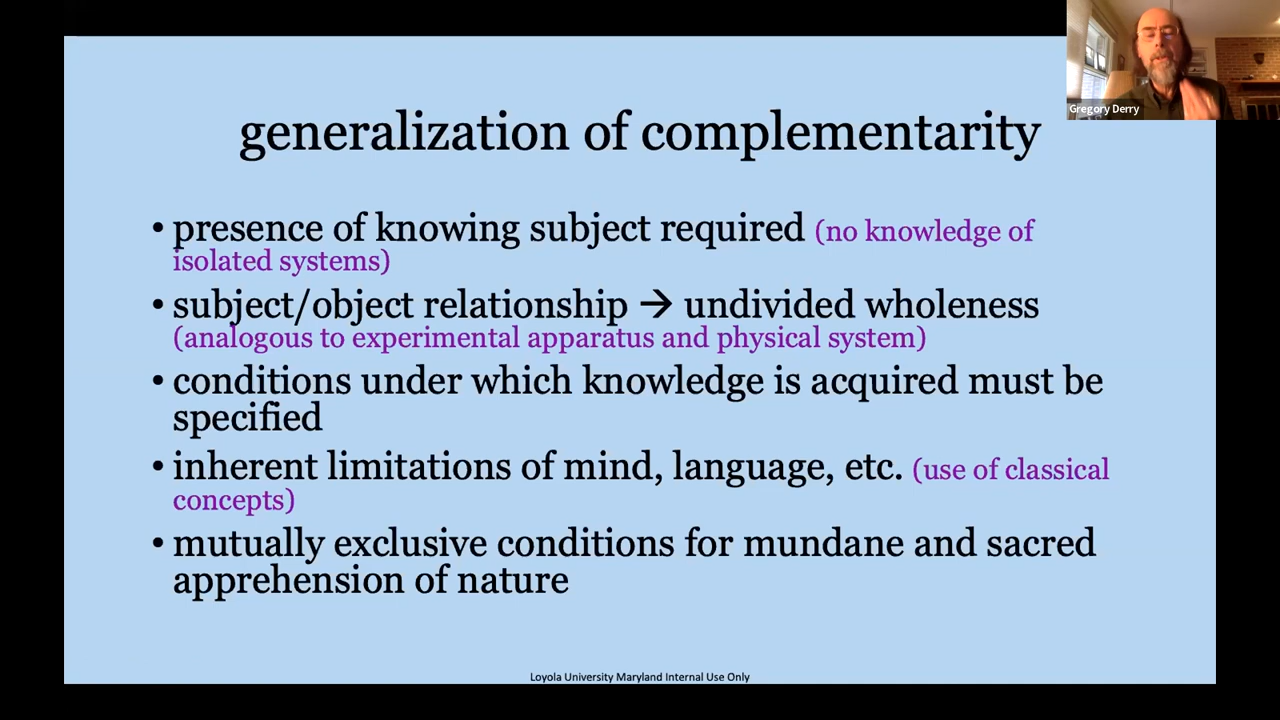 Gregory Derry
generalization of complementarity
• presence of knowing subject required (no knowledge of
isolated systems)
• subject/object relationship → undivided wholeness
(analogous to experimental apparatus and physical system)
• conditions under which knowledge is acquired must be
specified
• inherent limitations of mind, language, etc. (use of classical
concepts)
• mutually exclusive conditions for mundane and sacred
apprehension of nature
Loyola University Maryland Internal Use Only